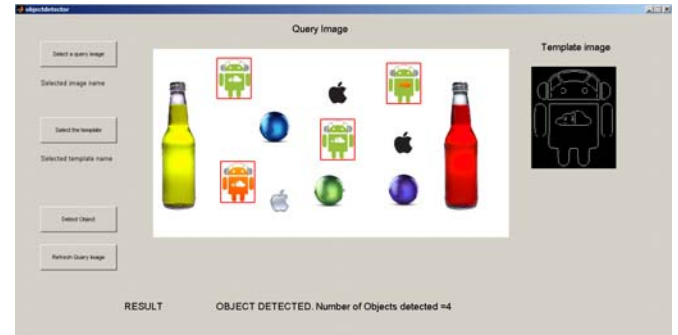 objectdetector
Query Image
Template image
Select a query image
Selected image name
Select the template
Selected template name
Detect Object
Refresh Query Image
RESULT OBJECT DETECTED. Number of Objects detected =4